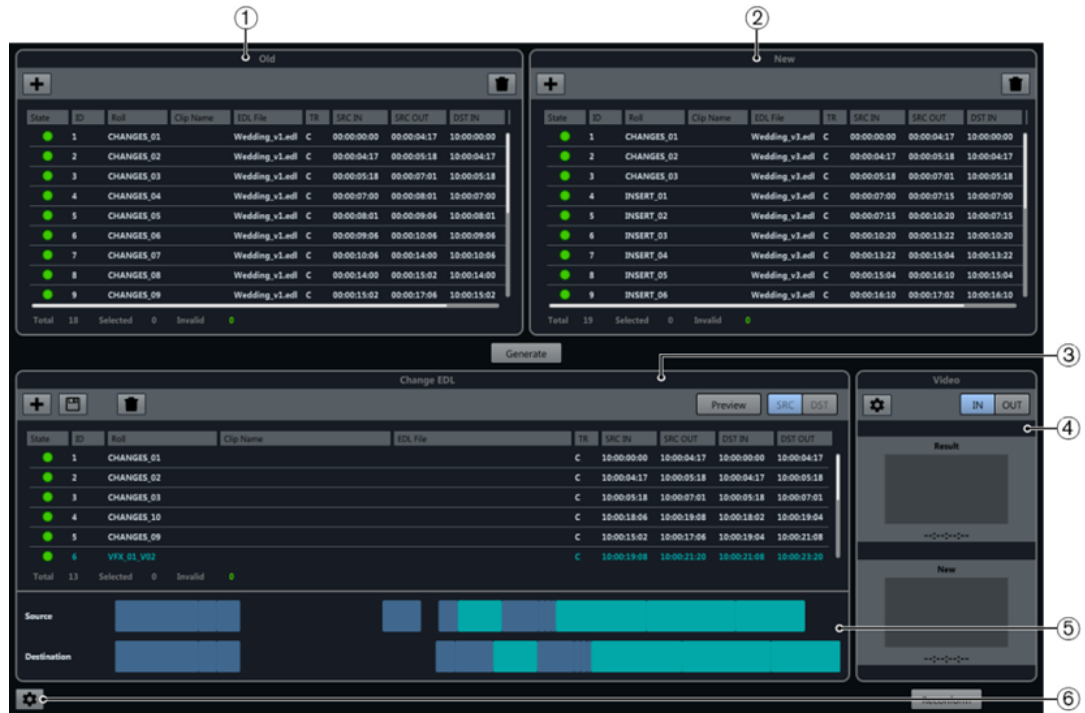 ① ②
Old
New
State ID Roll Clip Name EDL File TR SRC IN SRC OUT DST IN
1 CHANGES_01 Wedding_v1.edl C 00:00:00:00 00:00:04:17 10:00:00:00
2 CHANGES_02 Wedding_v1.edl C 00:00:04:17 00:00:05:18 10:00:04:17
3 CHANGES_03 Wedding_v1.edl C 00:00:05:18 00:00:07:01 10:00:05:18
4 CHANGES_04 Wedding_v1.edl C 00:00:07:00 00:00:08:01 10:00:07:00
5 CHANGES_05 Wedding_v1.edl C 00:00:08:01 00:00:09:06 10:00:08:01
6 CHANGES_06 Wedding_v1.edl C 00:00:09:06 00:00:10:06 10:00:09:06
7 CHANGES_07 Wedding_v1.edl C 00:00:10:06 00:00:14:00 10:00:10:06
8 CHANGES_08 Wedding_v1.edl C 00:00:14:00 00:00:15:02 10:00:14:00
9 CHANGES_09 Wedding_v1.edl C 00:00:15:02 00:00:17:06 10:00:15:02
Total 18 Selected 0 Invalid 0
State ID Roll Clip Name EDL File TR SRC IN SRC OUT DST IN
1 CHANGES_01 Wedding_v3.edl C 00:00:00:00 00:00:04:17 10:00:00:00
2 CHANGES_02 Wedding_v3.edl C 00:00:04:17 00:00:05:18 10:00:04:17
3 CHANGES_03 Wedding_v3.edl C 00:00:05:18 00:00:07:01 10:00:05:18
4 INSERT_01 Wedding_v3.edl C 00:00:07:00 00:00:07:15 10:00:07:00
5 INSERT_02 Wedding_v3.edl C 00:00:07:15 00:00:10:20 10:00:07:15
6 INSERT_03 Wedding_v3.edl C 00:00:10:20 00:00:13:22 10:00:10:20
7 INSERT_04 Wedding_v3.edl C 00:00:13:22 00:00:15:04 10:00:13:22
8 INSERT_05 Wedding_v3.edl C 00:00:15:04 00:00:16:10 10:00:15:04
9 INSERT_06 Wedding_v3.edl C 00:00:16:10 00:00:17:02 10:00:16:10
Total 19 Selected 0 Invalid 0
Generate
③
Change EDL
Preview SRC DST
State ID Roll Clip Name EDL File TR SRC IN SRC OUT DST IN DST OUT
1 CHANGES_01 C 10:00:00:00 10:00:04:17 10:00:00:00 10:00:04:17
2 CHANGES_02 C 10:00:04:17 10:00:05:18 10:00:04:17 10:00:05:18
3 CHANGES_03 C 10:00:05:18 10:00:07:01 10:00:05:18 10:00:07:01
4 CHANGES_10 C 10:00:18:06 10:00:19:08 10:00:18:02 10:00:19:04
5 CHANGES_09 C 10:00:15:02 10:00:17:06 10:00:19:04 10:00:21:08
6 VFX_01_V02 C 10:00:19:08 10:00:21:20 10:00:21:08 10:00:23:20
Total 13 Selected 0 Invalid 0
Source
Destination
Video
IN OUT
④
Result
--:--:--:--
New
--:--:--:--
⑤
Reconform
⑥